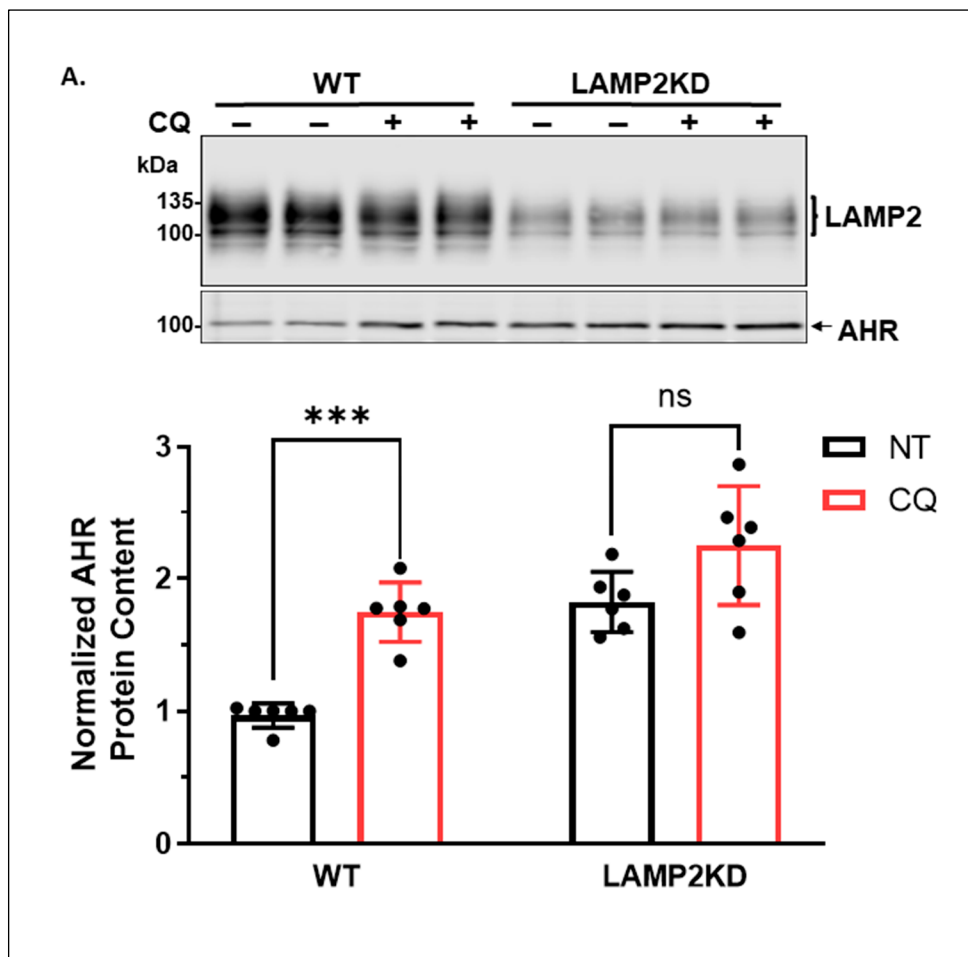 A.
WT LAMP2KD
CQ – – + + – – + +
kDa
135
100
LAMP2
100
AHR
*** ns
NT
CQ
Normalized AHR
Protein Content
3
2
1
0
WT LAMP2KD